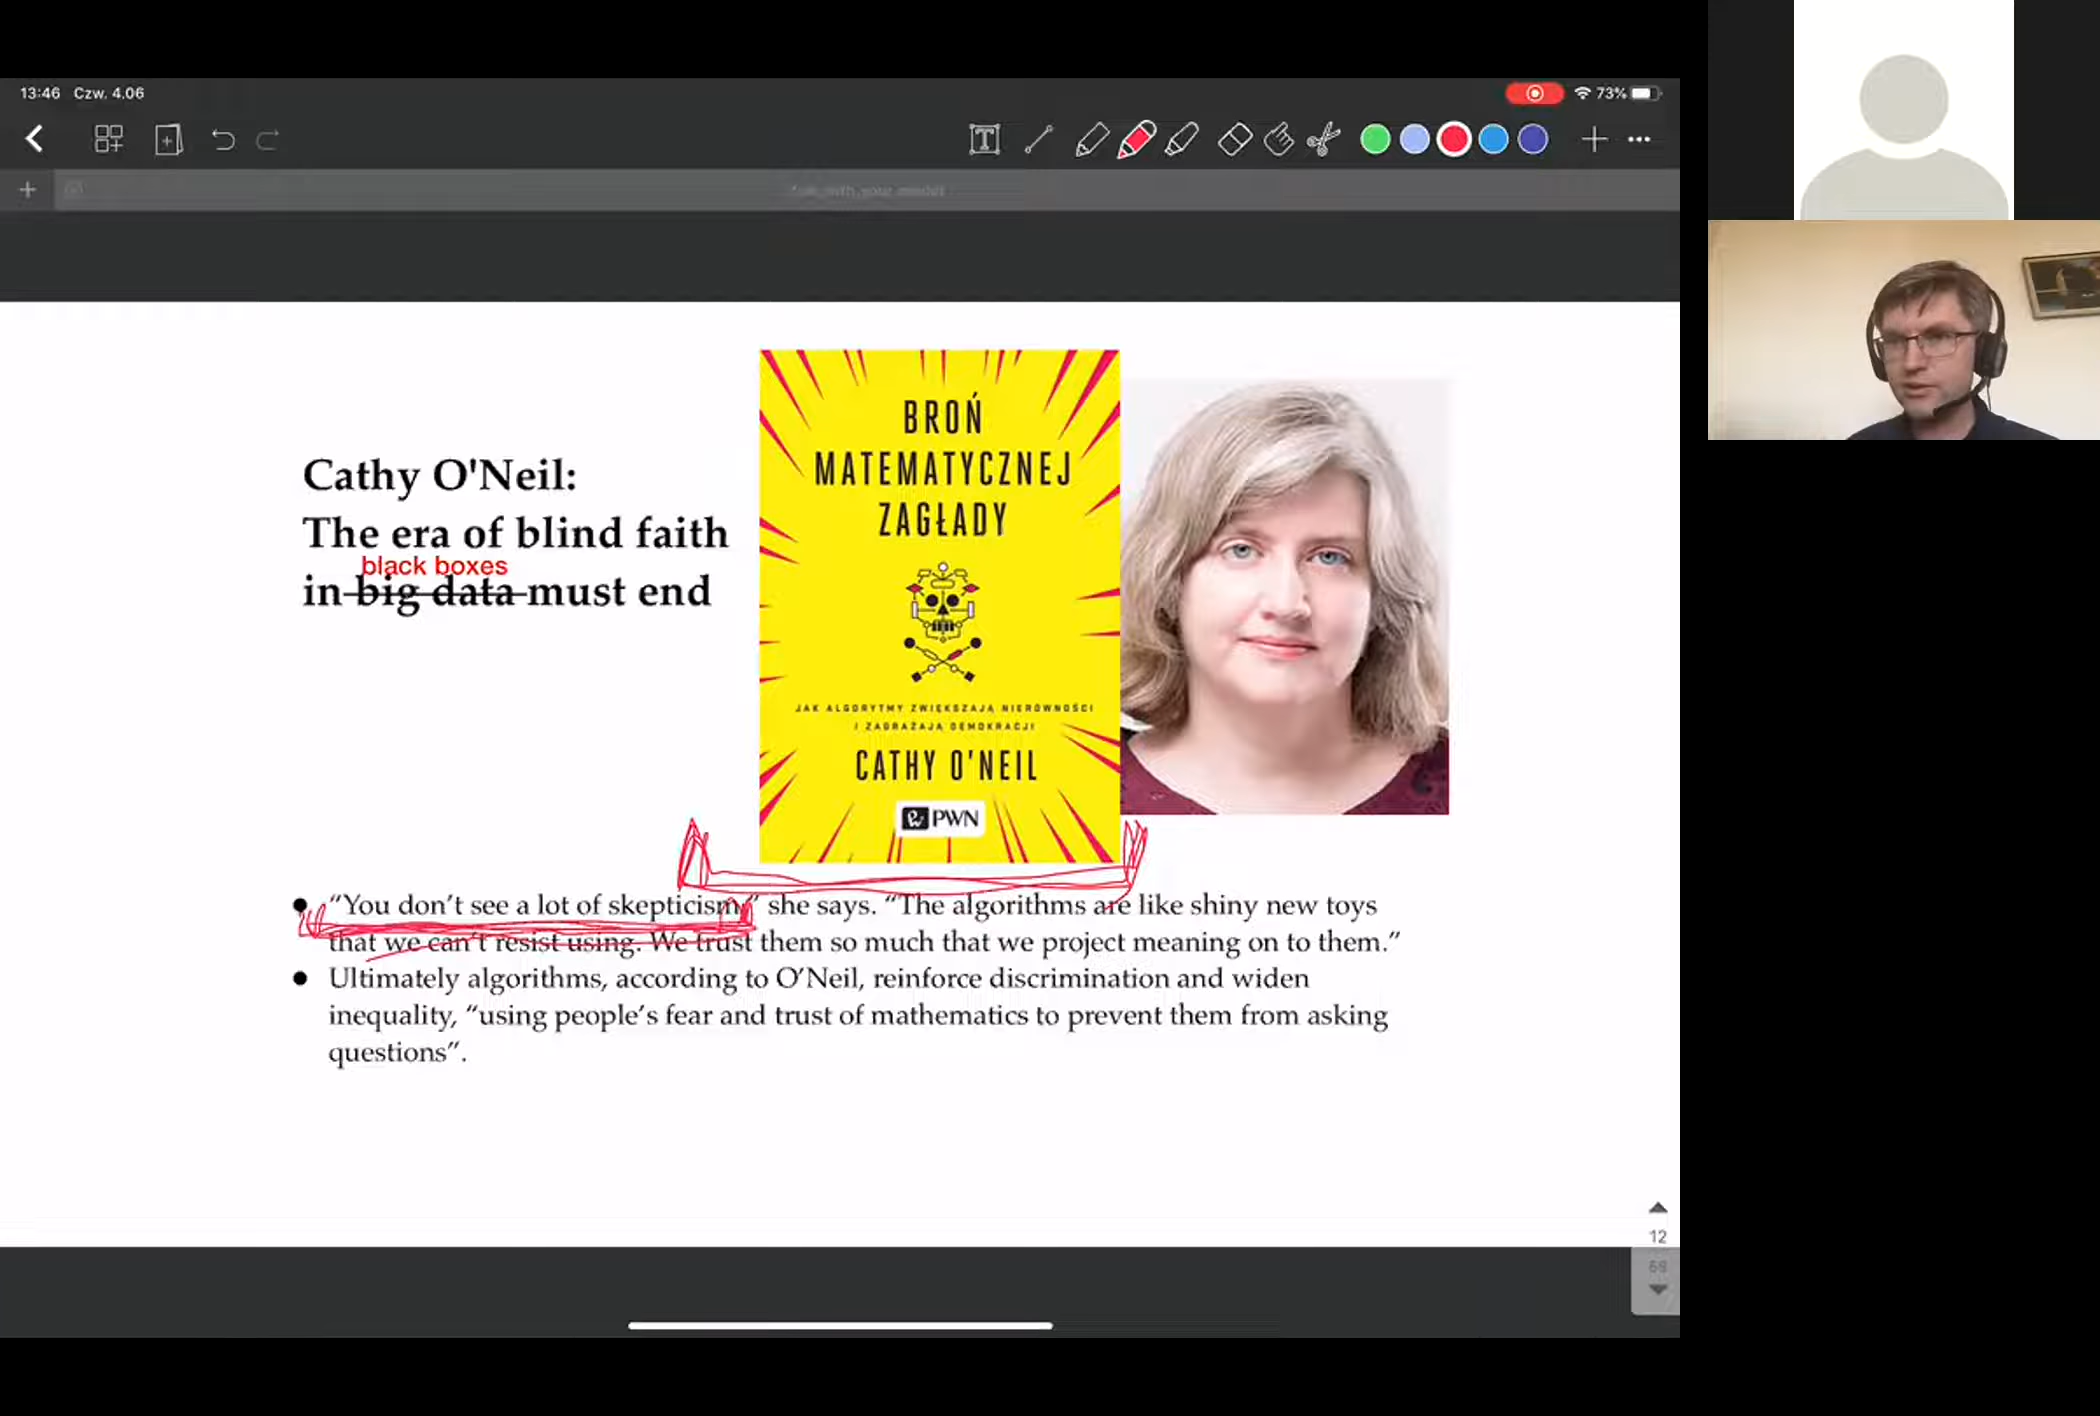 13:46 Czw. 4.06
73%
Cathy O'Neil:
The era of blind faith
black boxes
in big data must end
BROŃ
MATEMATYCZNEJ
ZAGŁADY
JAK ALGORYTMY ZWIĘKSZAJĄ NIERÓWNOŚCI
I ZAGRAŻAJĄ DEMOKRACJI
CATHY O'NEIL
PWN
● “You don’t see a lot of skepticism,” she says. “The algorithms are like shiny new toys
that we can’t resist using. We trust them so much that we project meaning on to them.”
● Ultimately algorithms, according to O’Neil, reinforce discrimination and widen
inequality, “using people’s fear and trust of mathematics to prevent them from asking
questions”.
12